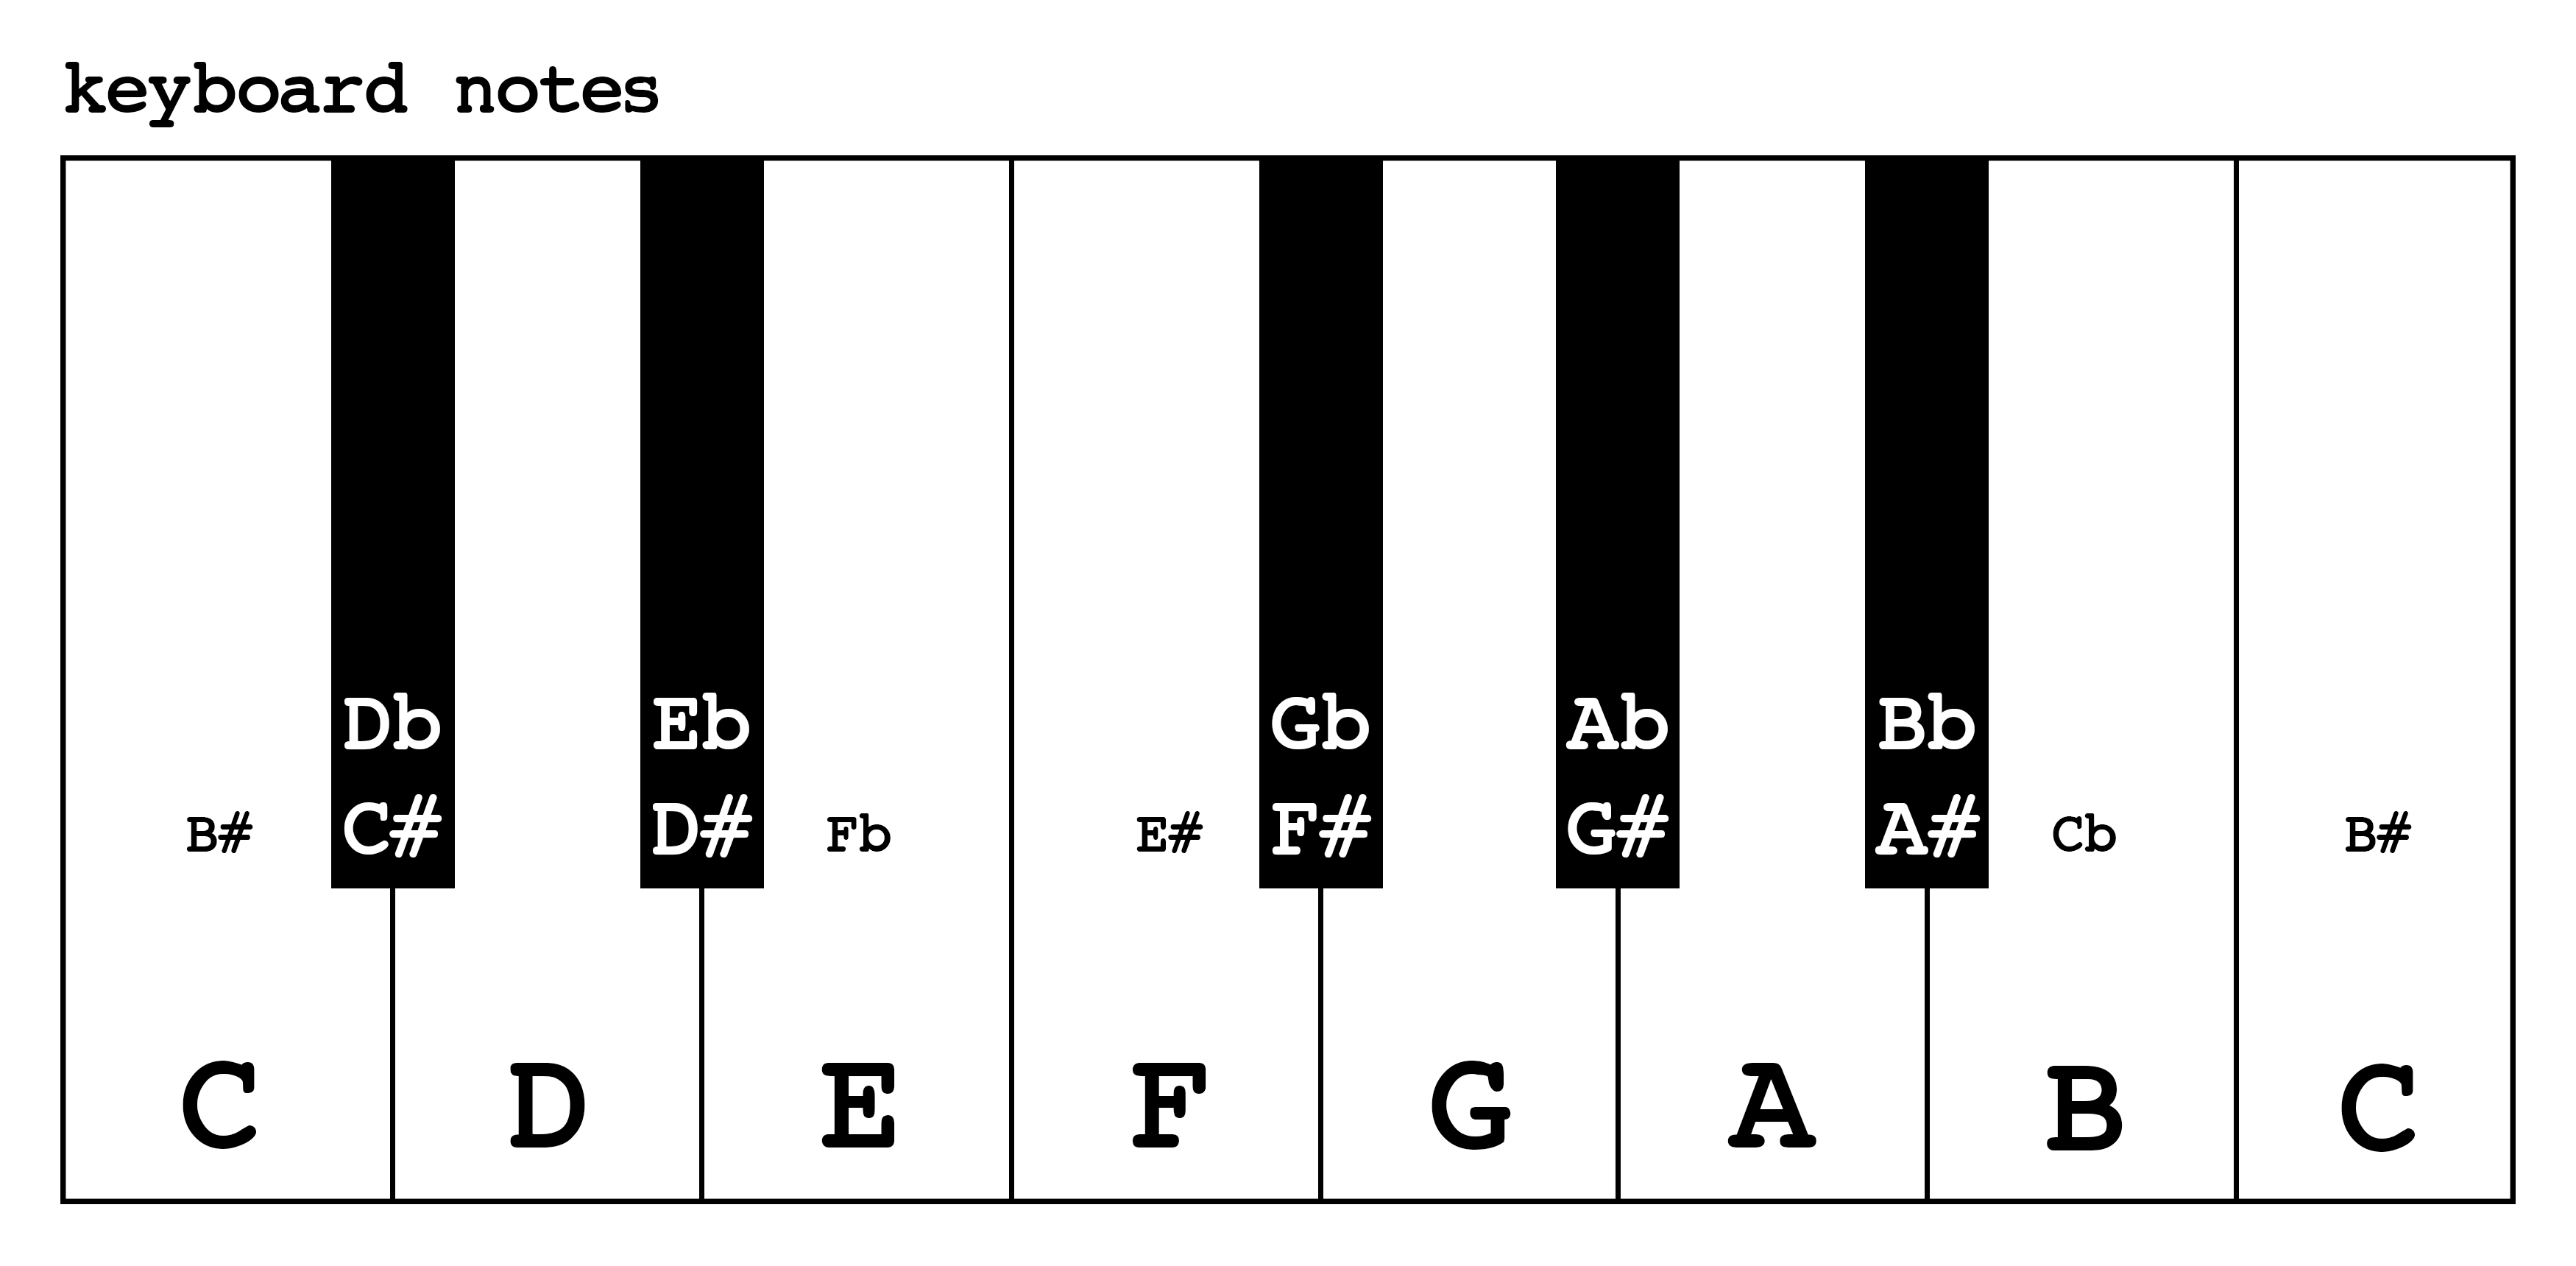 keyboard notes
Db Eb Gb Ab Bb
B# C# D# Fb E# F# G# A# Cb B#
C D E F G A B C